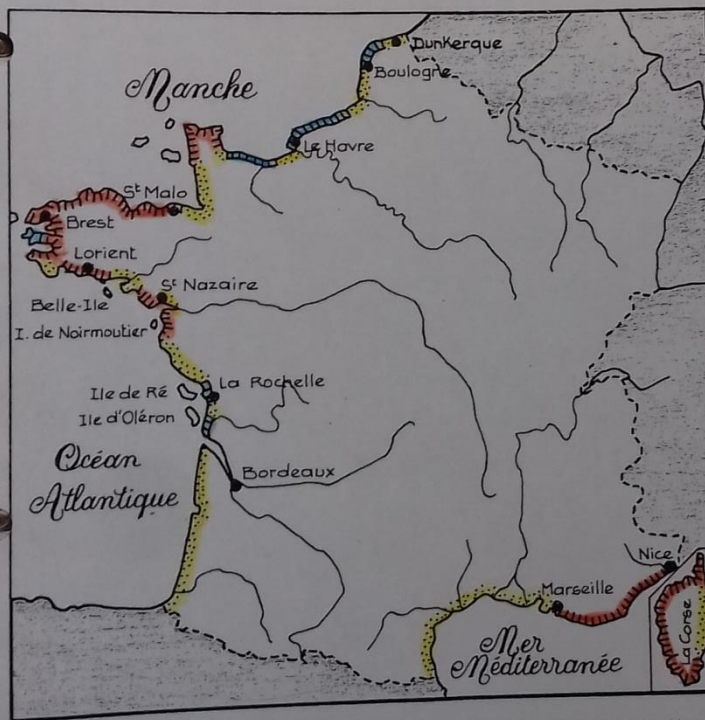 Dunkerque
Boulogne
Manche
Le Havre
St Malo
Brest
Lorient
St Nazaire
Belle-Ile
I. de Noirmoutier
La Rochelle
Ile de Ré
Ile d'Oléron
Océan
Atlantique
Bordeaux
Nice
Marseille
La Corse
Mer
Méditerranée